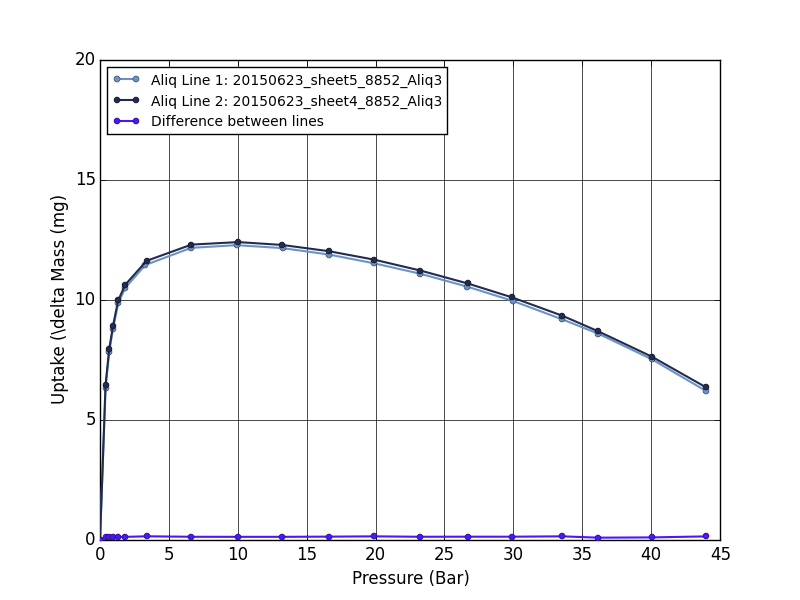 20
Aliq Line 1: 20150623_sheet5_8852_Aliq3
Aliq Line 2: 20150623_sheet4_8852_Aliq3
Difference between lines
15
10
5
0
Uptake (\delta Mass (mg)
0 5 10 15 20 25 30 35 40 45
Pressure (Bar)